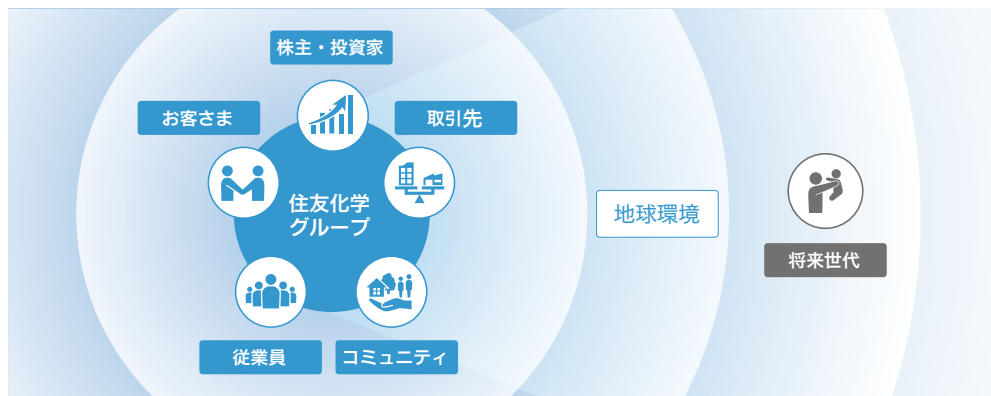 株主・投資家
お客さま
取引先
住友化学
グループ
地球環境
将来世代
従業員
コミュニティ